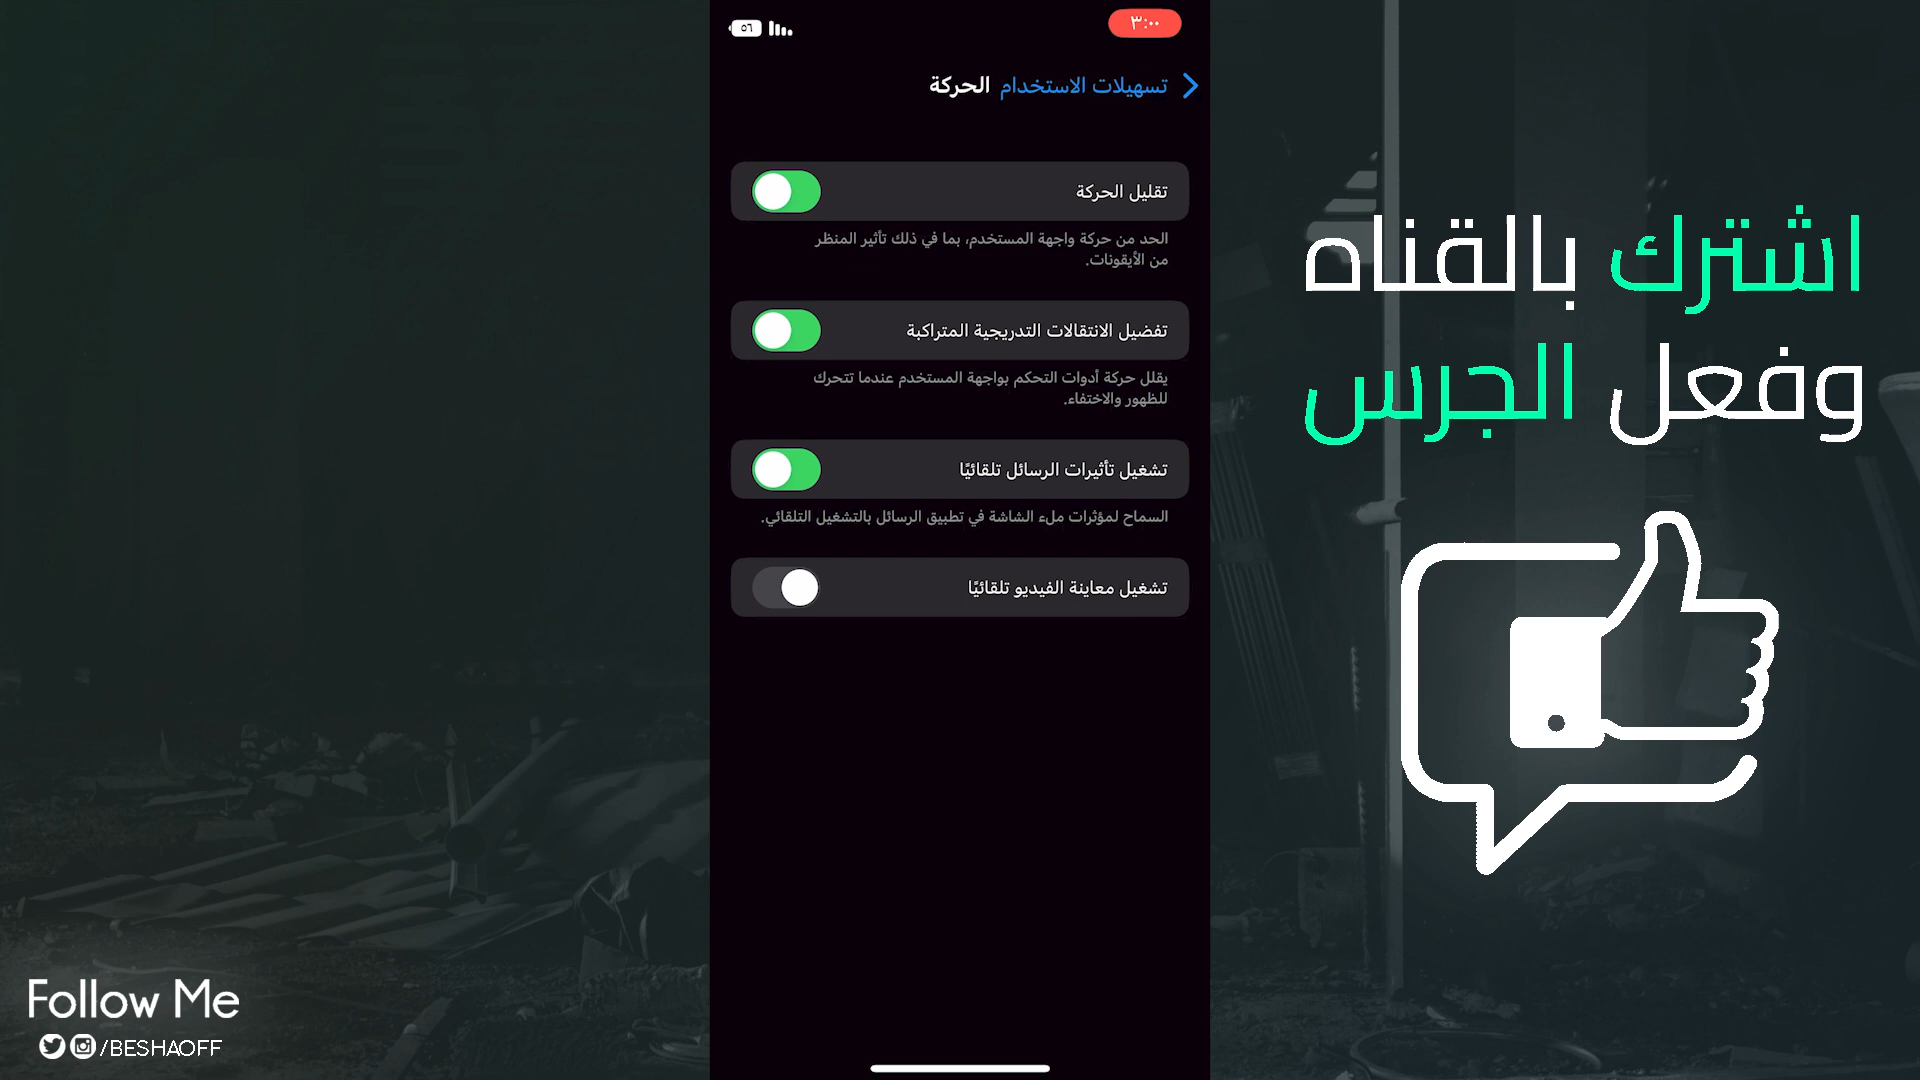 ٣:٠٠
٥٦
تسهيلات الاستخدام الحركة
تقليل الحركة
الحد من حركة واجهة المستخدم، بما في ذلك تأثير المنظر
من الأيقونات.
تفضيل الانتقالات التدريجية المتراكبة
يقلل حركة أدوات التحكم بواجهة المستخدم عندما تتحرك
للظهور والاختفاء.
تشغيل تأثيرات الرسائل تلقائيًا
السماح لمؤثرات ملء الشاشة في تطبيق الرسائل بالتشغيل التلقائي.
تشغيل معاينة الفيديو تلقائيًا
اشترك بالقناه
وفعل الجرس
Follow Me
/BESHAOFF